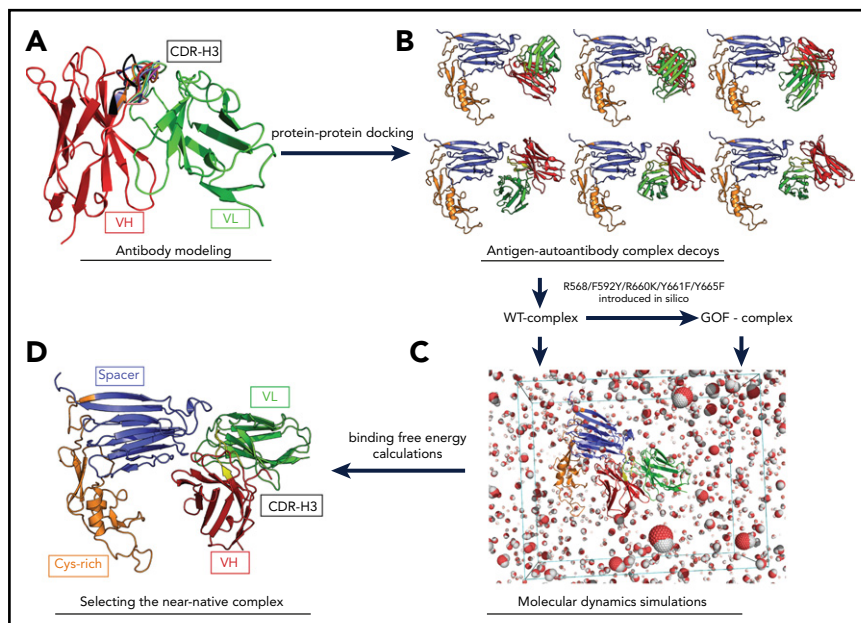 A
CDR-H3
VH
VL
Antibody modeling
protein-protein docking
B
Antigen-autoantibody complex decoys
R568/F592Y/R660K/Y661F/Y665F
introduced in silico
WT-complex
GOF - complex
D
Spacer
VL
CDR-H3
Cys-rich
VH
Selecting the near-native complex
binding free energy
calculations
C
Molecular dynamics simulations